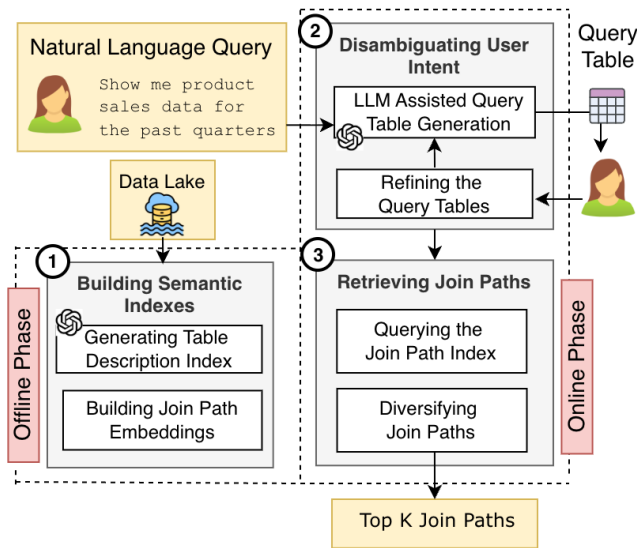 Natural Language Query
Show me product
sales data for
the past quarters
2
Disambiguating User
Intent
LLM Assisted Query
Table Generation
Refining the
Query Tables
Query
Table
Data Lake
1
Building Semantic
Indexes
Generating Table
Description Index
Building Join Path
Embeddings
Offline Phase
3
Retrieving Join Paths
Querying the
Join Path Index
Diversifying
Join Paths
Online Phase
Top K Join Paths